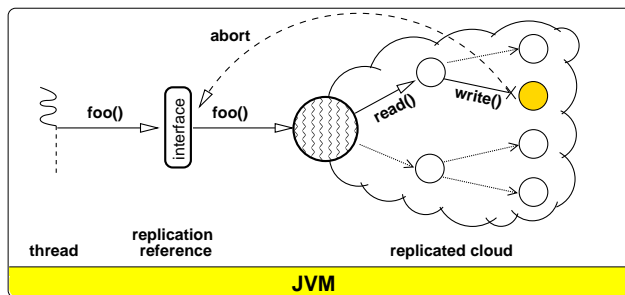 abort
foo()
interface
foo()
read()
write()
thread
replication
reference
replicated cloud
JVM